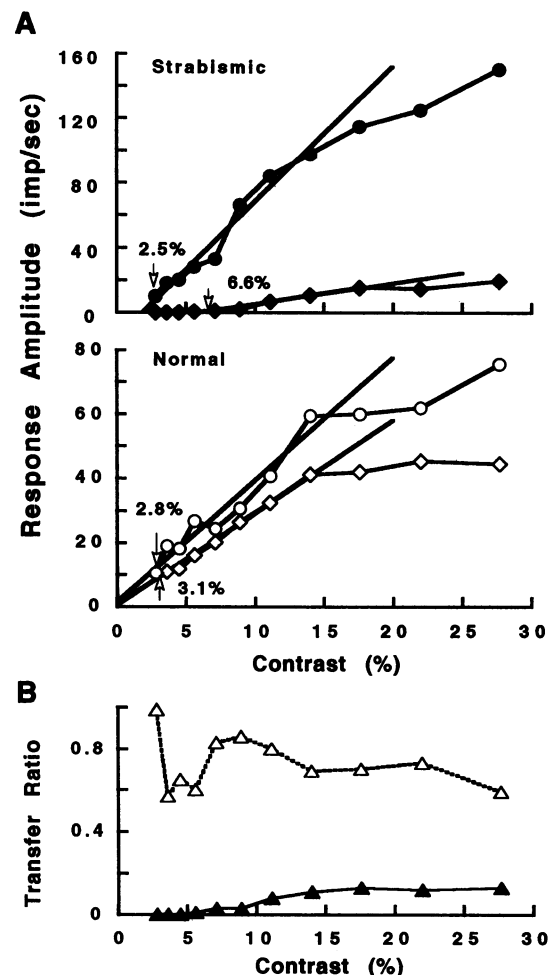 A
Strabismic
Response Amplitude (imp/sec)
160
120
80
40
0
2.5%
6.6%
Normal
80
60
40
20
0
2.8%
3.1%
0 5 10 15 20 25 30
Contrast (%)
B
Transfer Ratio
0.8
0.4
0
0 5 10 15 20 25 30
Contrast (%)